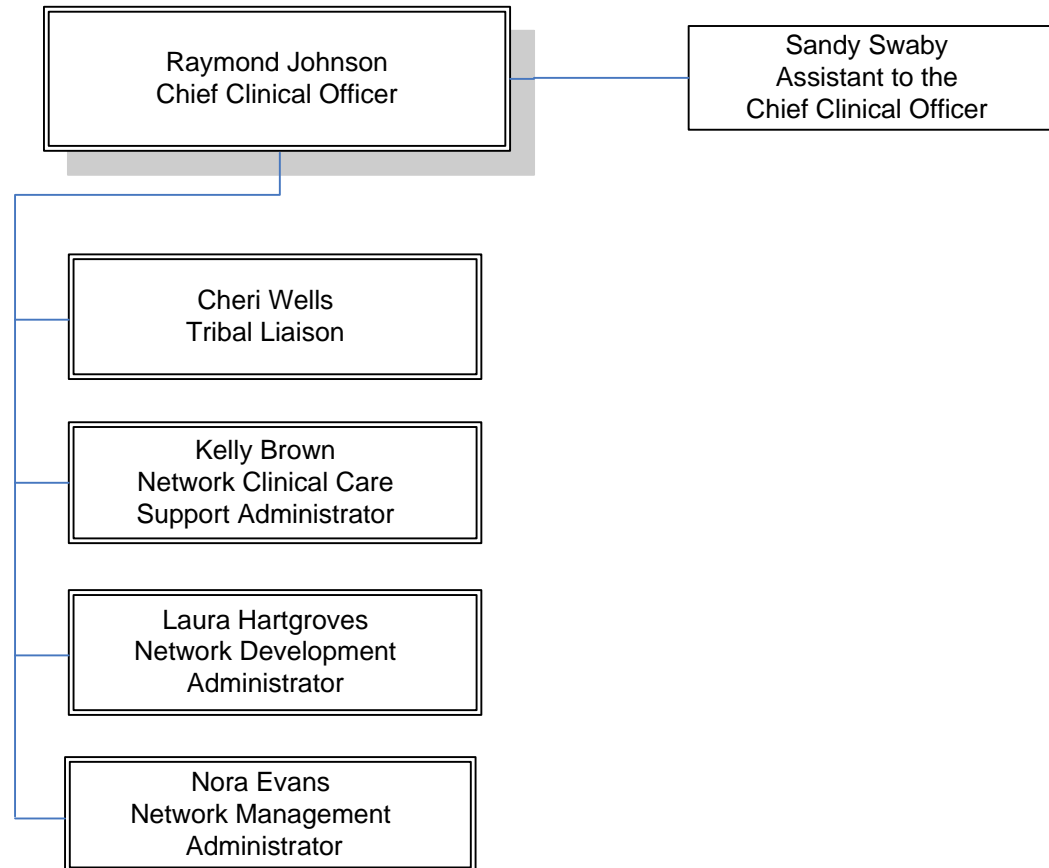 Raymond Johnson
Chief Clinical Officer
Sandy Swaby
Assistant to the
Chief Clinical Officer
Cheri Wells
Tribal Liaison
Kelly Brown
Network Clinical Care
Support Administrator
Laura Hartgroves
Network Development
Administrator
Nora Evans
Network Management
Administrator